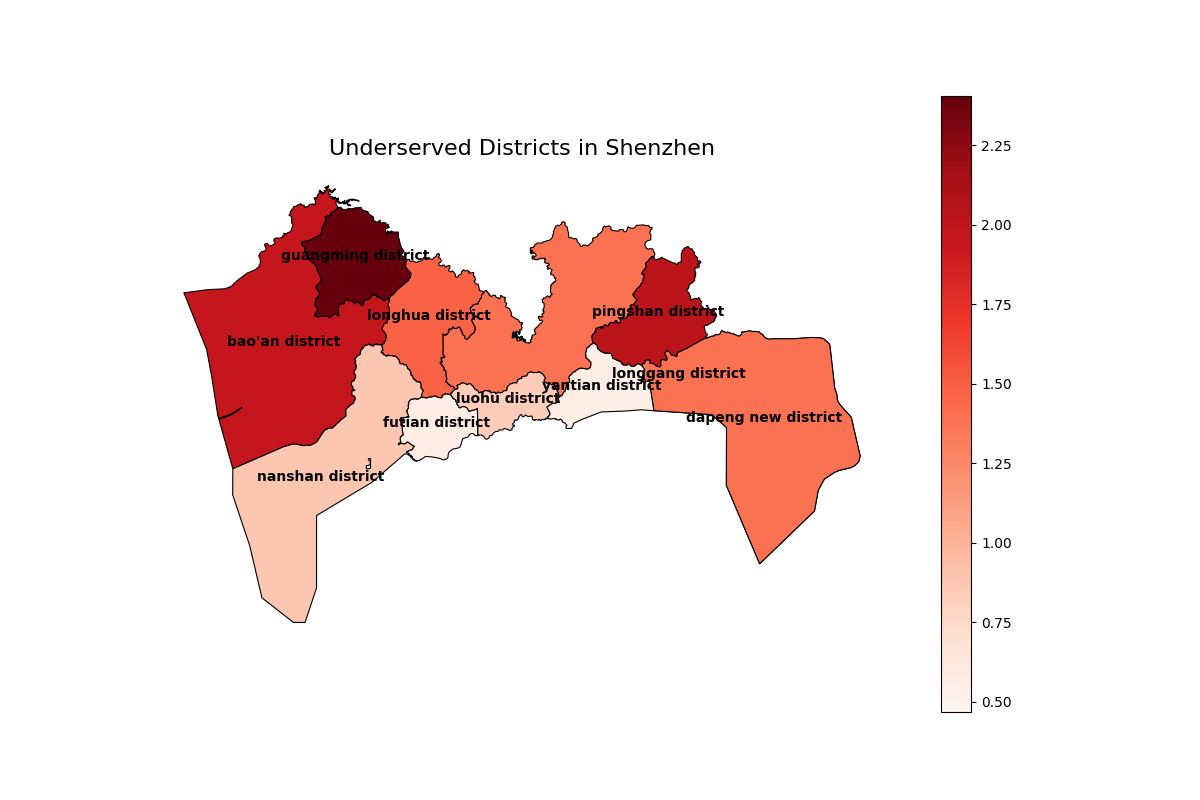 Underserved Districts in Shenzhen
guangming district
longhua district
pingshan district
bao'an district
longgang district
yantian district
luohu district
dapeng new district
futian district
nanshan district
2.25
2.00
1.75
1.50
1.25
1.00
0.75
0.50